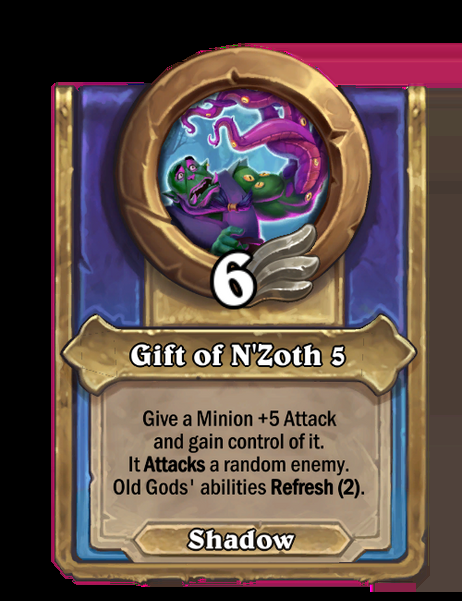 6
Gift of N'Zoth 5
Give a Minion +5 Attack
and gain control of it.
It Attacks a random enemy.
Old Gods' abilities Refresh (2).
Shadow